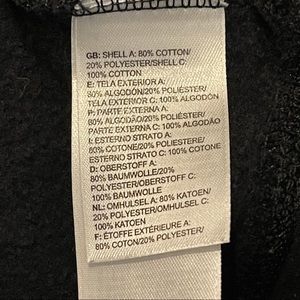 GB: SHELL A: 80% COTTON/
20% POLYESTER/SHELL C:
100% COTTON
E: TELA EXTERIOR A:
80% ALGODÓN/20% POLIÉSTER/
TELA EXTERIOR C: 100% ALGODÓN
P: PARTE EXTERNA A:
80% ALGODÃO/20% POLIÉSTER/
PARTE EXTERNA C: 100% ALGODÃO
I: ESTERNO STRATO A:
80% COTONE/20% POLIESTERE/
ESTERNO STRATO C: 100% COTONE
D: OBERSTOFF A:
80% BAUMWOLLE/20%
POLYESTER/OBERSTOFF C:
100% BAUMWOLLE
NL: OMHULSEL A: 80% KATOEN/
20% POLYESTER/OMHULSEL C:
100% KATOEN
F: ÉTOFFE EXTÉRIEURE A:
80% COTON/20% POLYESTER/